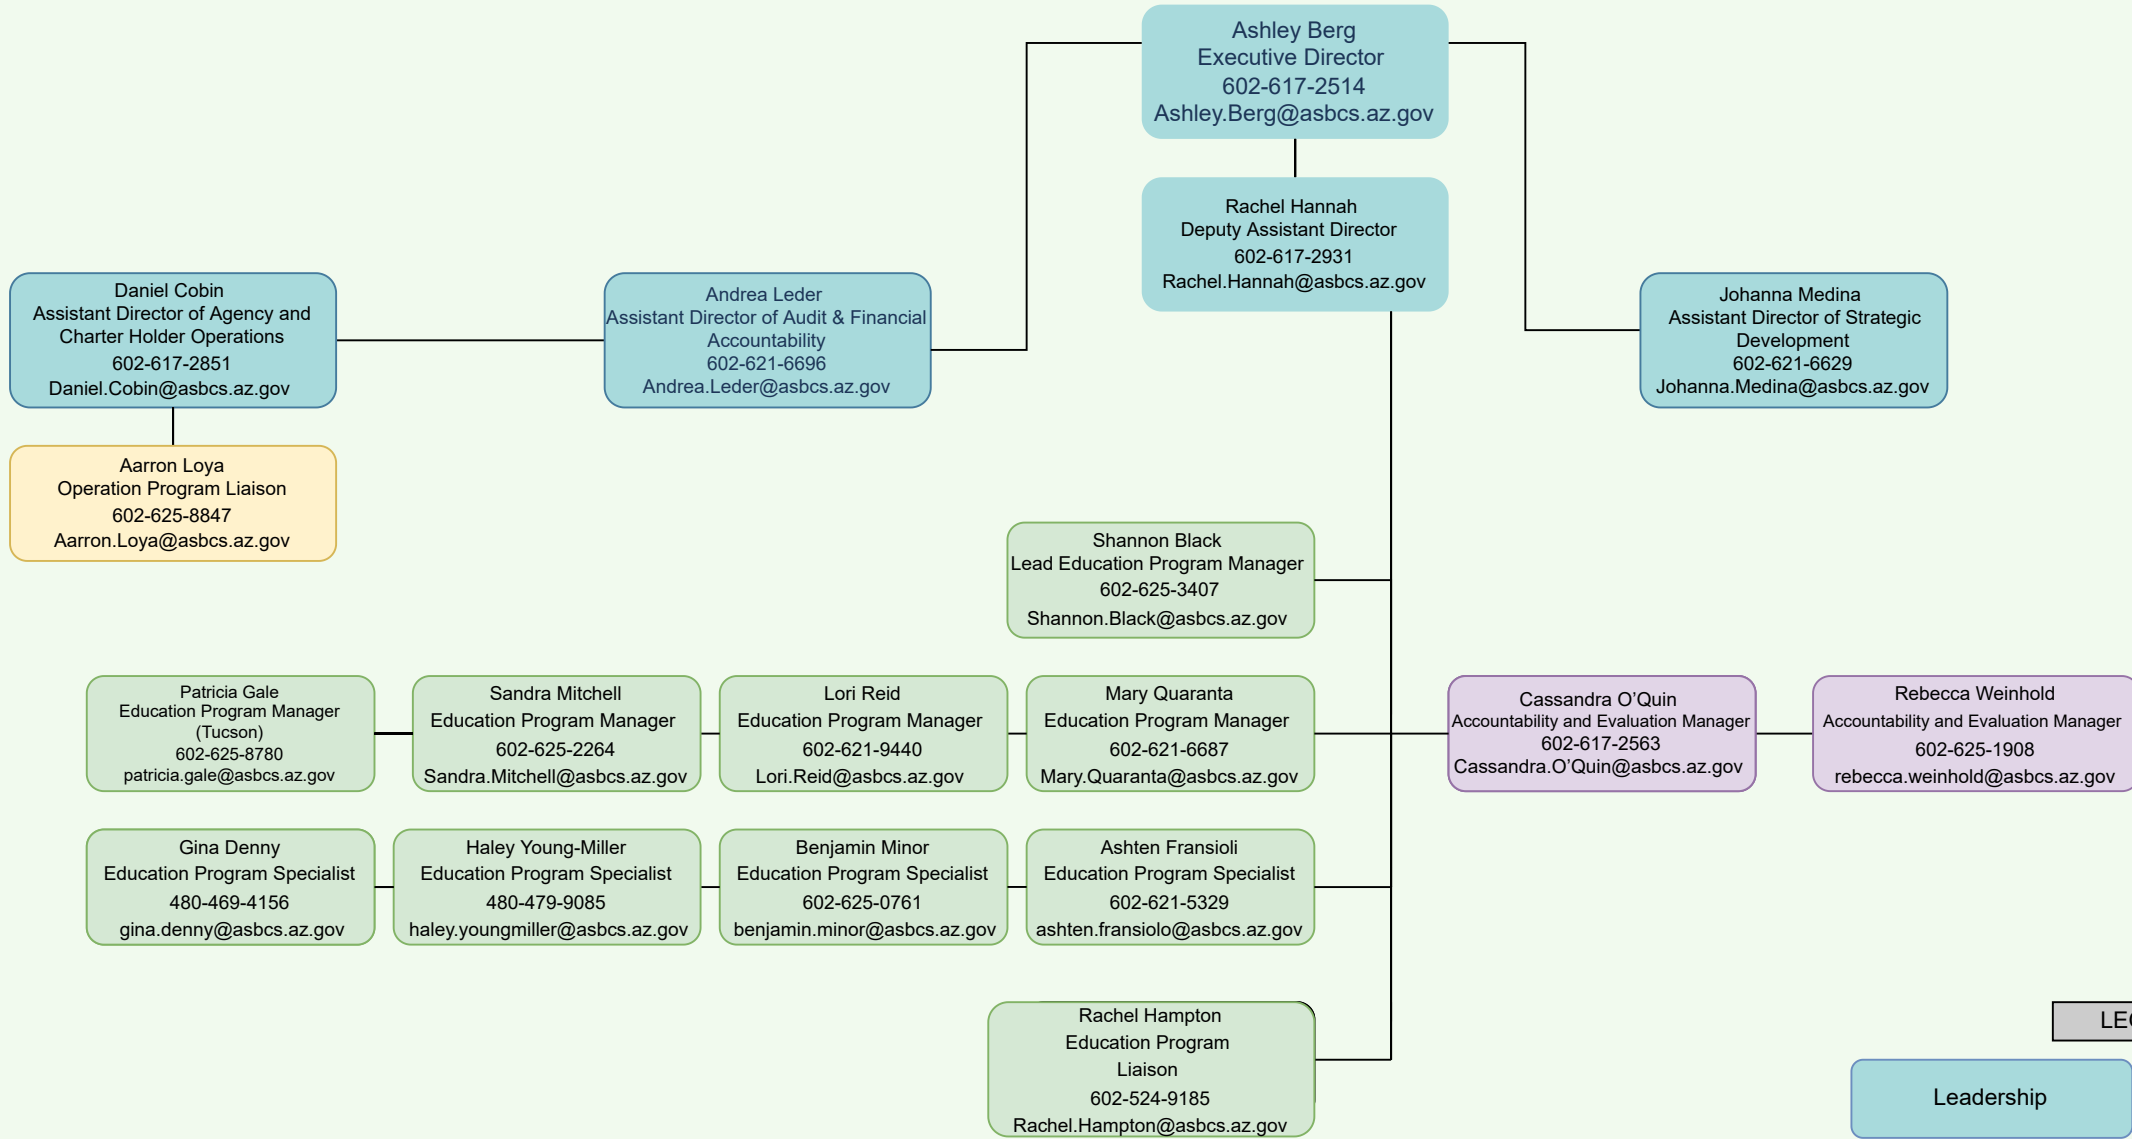 Ashley Berg
Executive Director
602-617-2514
Ashley.Berg@asbcs.az.gov
Rachel Hannah
Deputy Assistant Director
602-617-2931
Rachel.Hannah@asbcs.az.gov
Daniel Cobin
Assistant Director of Agency and
Charter Holder Operations
602-617-2851
Daniel.Cobin@asbcs.az.gov
Andrea Leder
Assistant Director of Audit & Financial
Accountability
602-621-6696
Andrea.Leder@asbcs.az.gov
Johanna Medina
Assistant Director of Strategic
Development
602-621-6629
Johanna.Medina@asbcs.az.gov
Aarron Loya
Operation Program Liaison
602-625-8847
Aarron.Loya@asbcs.az.gov
Shannon Black
Lead Education Program Manager
602-625-3407
Shannon.Black@asbcs.az.gov
Patricia Gale
Education Program Manager
(Tucson)
602-625-8780
patricia.gale@asbcs.az.gov
Sandra Mitchell
Education Program Manager
602-625-2264
Sandra.Mitchell@asbcs.az.gov
Lori Reid
Education Program Manager
602-621-9440
Lori.Reid@asbcs.az.gov
Mary Quaranta
Education Program Manager
602-621-6687
Mary.Quaranta@asbcs.az.gov
Cassandra O’Quin
Accountability and Evaluation Manager
602-617-2563
Cassandra.O’Quin@asbcs.az.gov
Rebecca Weinhold
Accountability and Evaluation Manager
602-625-1908
rebecca.weinhold@asbcs.az.gov
Gina Denny
Education Program Specialist
480-469-4156
gina.denny@asbcs.az.gov
Haley Young-Miller
Education Program Specialist
480-479-9085
haley.youngmiller@asbcs.az.gov
Benjamin Minor
Education Program Specialist
602-625-0761
benjamin.minor@asbcs.az.gov
Ashten Fransioli
Education Program Specialist
602-621-5329
ashten.fransiolo@asbcs.az.gov
Rachel Hampton
Education Program
Liaison
602-524-9185
Rachel.Hampton@asbcs.az.gov
Leadership